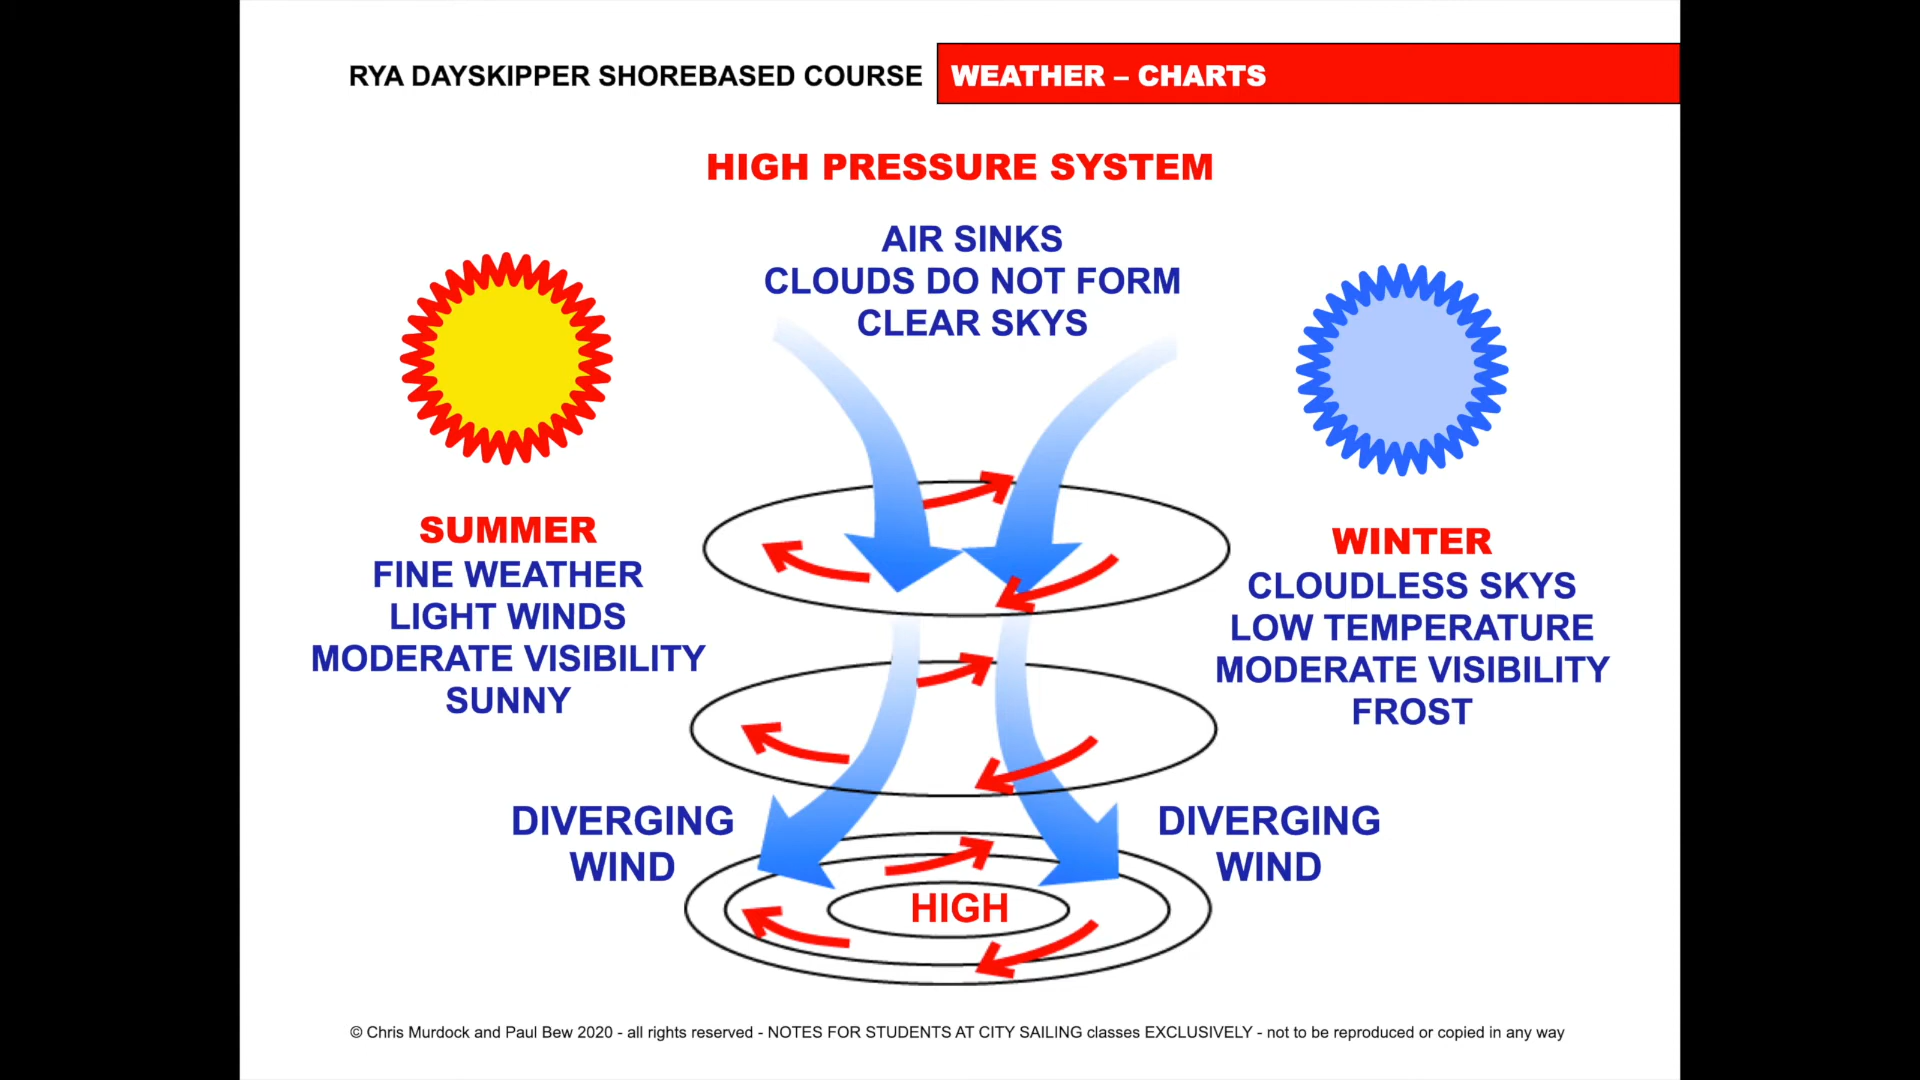 RYA DAYSKIPPER SHOREBASED COURSE
WEATHER – CHARTS
HIGH PRESSURE SYSTEM
AIR SINKS
CLOUDS DO NOT FORM
CLEAR SKYS
SUMMER
FINE WEATHER
LIGHT WINDS
MODERATE VISIBILITY
SUNNY
WINTER
CLOUDLESS SKYS
LOW TEMPERATURE
MODERATE VISIBILITY
FROST
DIVERGING
WIND
DIVERGING
WIND
HIGH
© Chris Murdock and Paul Bew 2020 - all rights reserved - NOTES FOR STUDENTS AT CITY SAILING classes EXCLUSIVELY - not to be reproduced or copied in any way